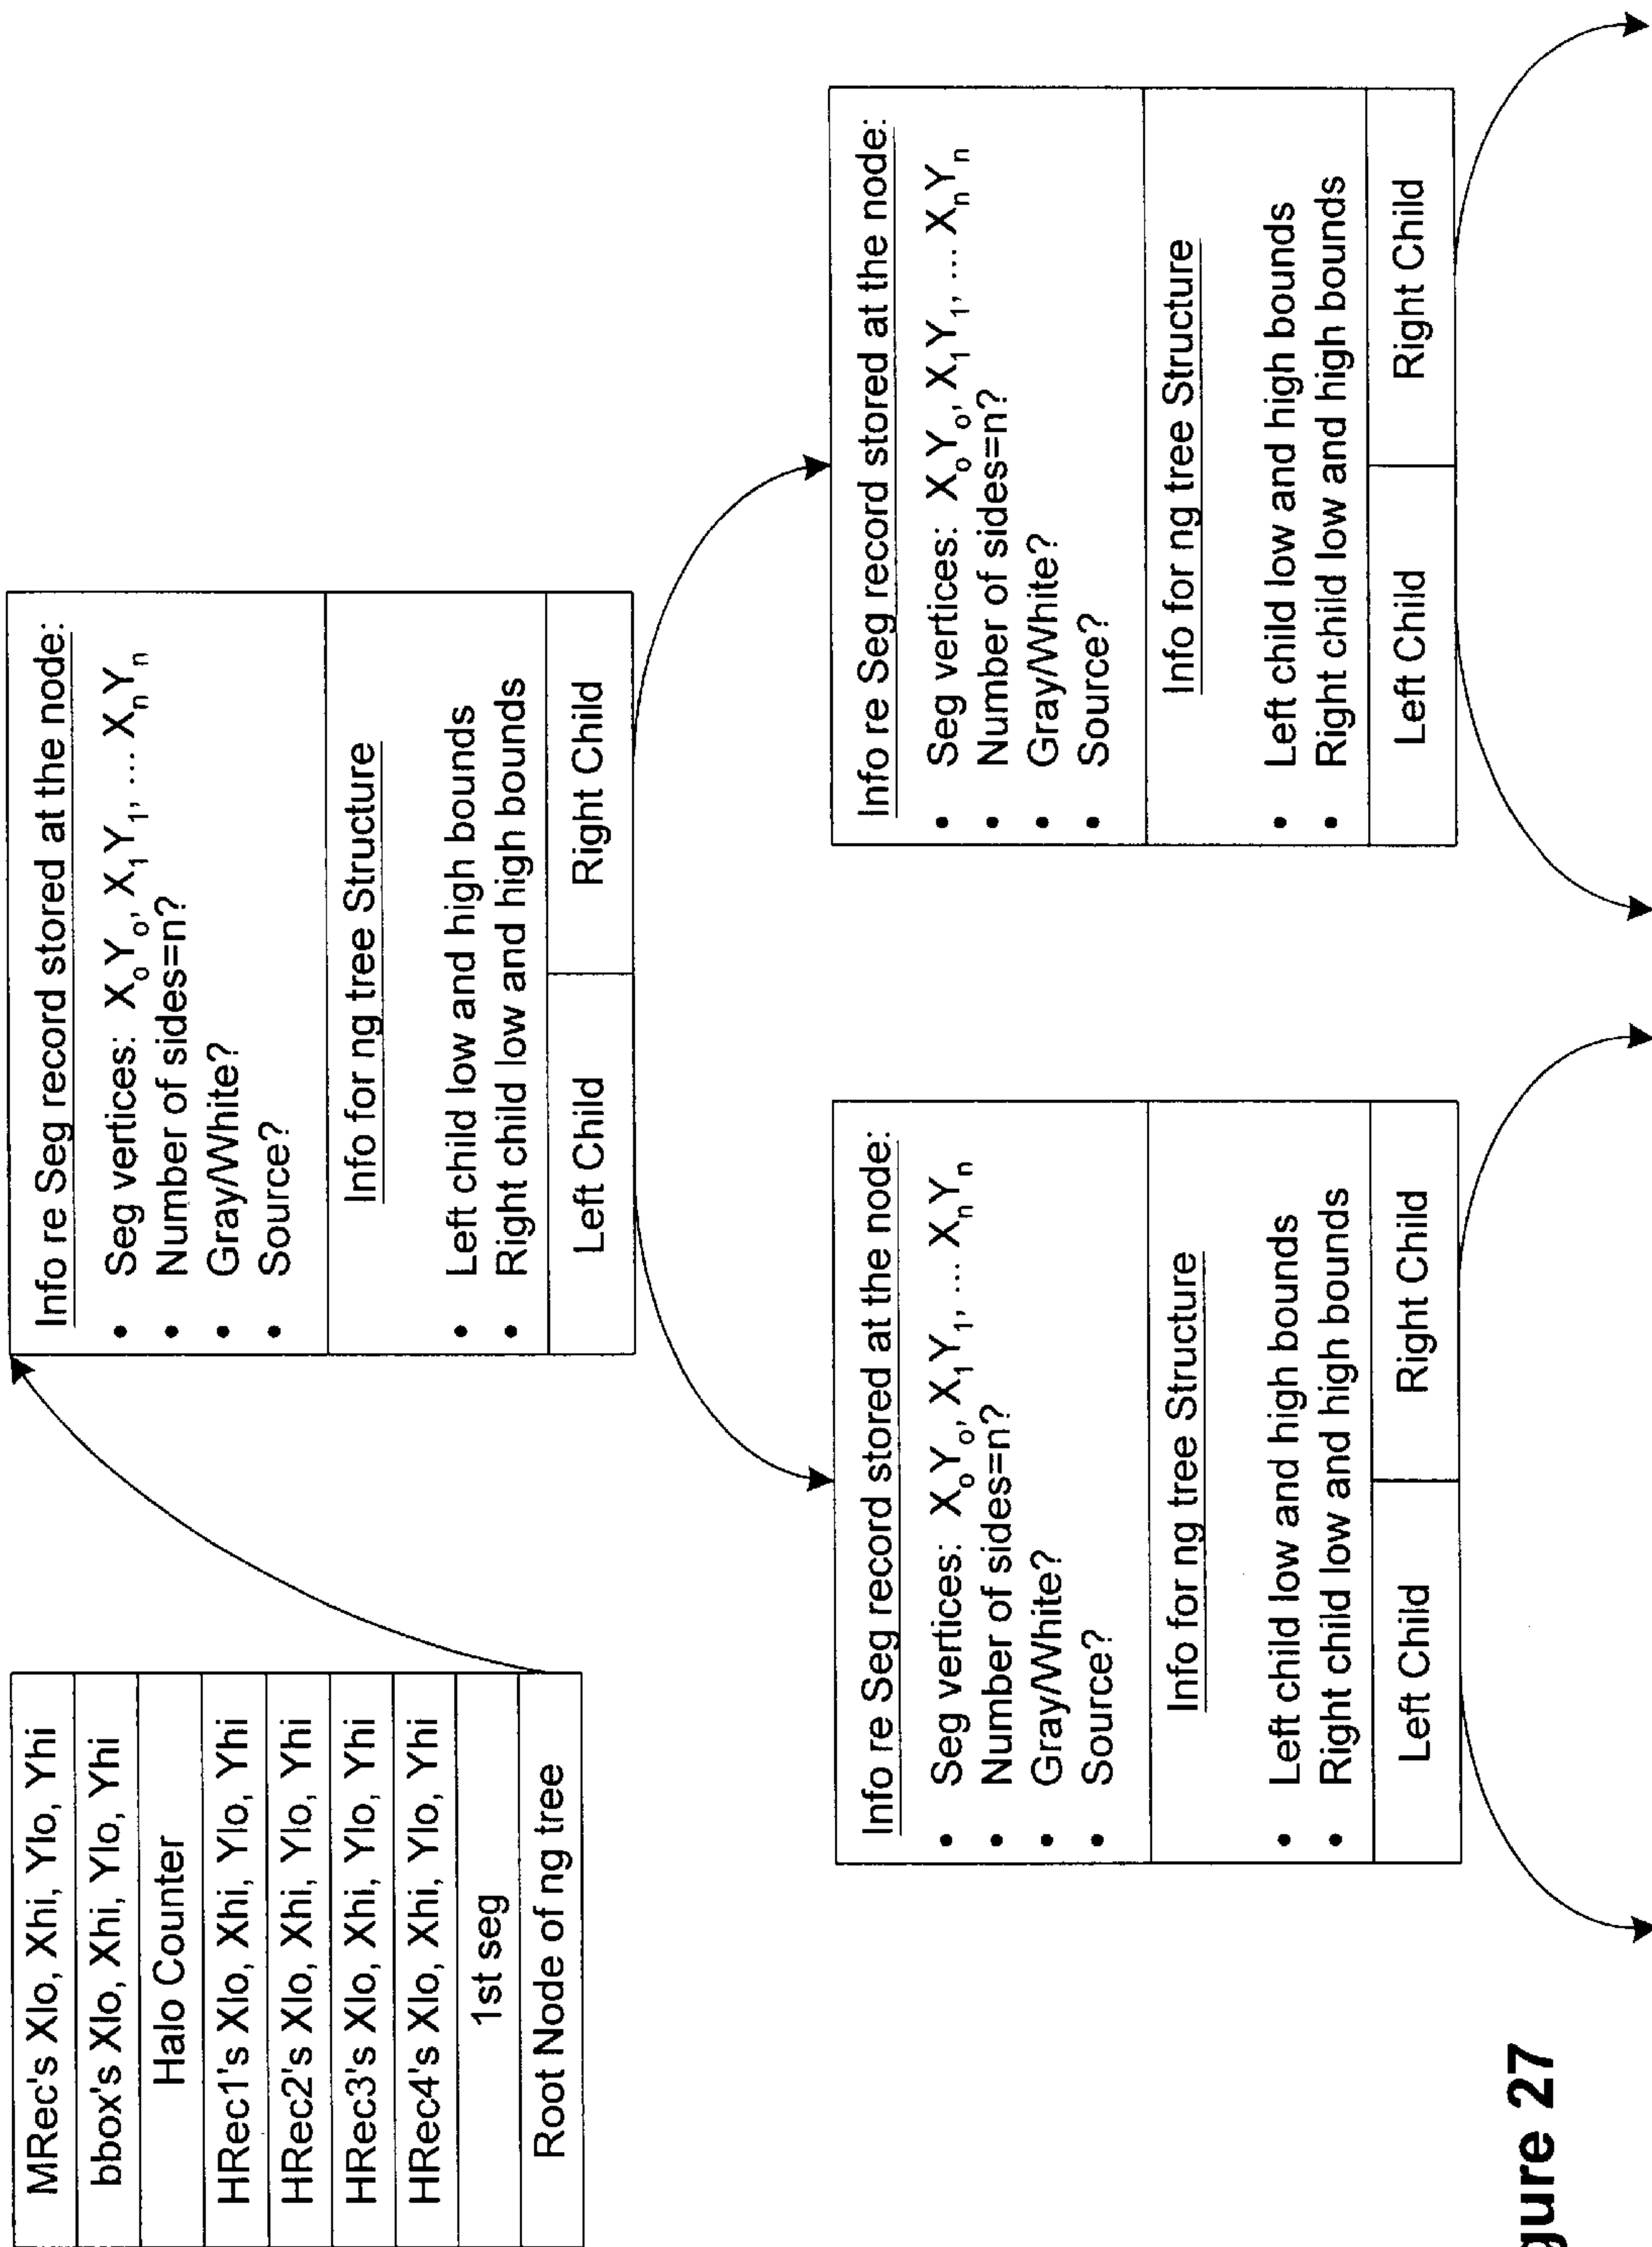 MRec's Xlo, Xhi, Ylo, Yhi
bbox's Xlo, Xhi, Ylo, Yhi
Halo Counter
HRec1's Xlo, Xhi, Ylo, Yhi
HRec2's Xlo, Xhi, Ylo, Yhi
HRec3's Xlo, Xhi, Ylo, Yhi
HRec4's Xlo, Xhi, Ylo, Yhi
1st seg
Root Node of ng tree
Info re Seg record stored at the node:
• Seg vertices: XₒYₒ, X₁Y₁, ... XₙYₙ
• Number of sides=n?
• Gray/White?
• Source?
Info for ng tree Structure
• Left child low and high bounds
• Right child low and high bounds
Left Child
Right Child
Info re Seg record stored at the node:
• Seg vertices: XₒYₒ, X₁Y₁, ... XₙYₙ
• Number of sides=n?
• Gray/White?
• Source?
Info for ng tree Structure
• Left child low and high bounds
• Right child low and high bounds
Left Child
Right Child
Info re Seg record stored at the node:
• Seg vertices: XₒYₒ, X₁Y₁, ... XₙYₙ
• Number of sides=n?
• Gray/White?
• Source?
Info for ng tree Structure
• Left child low and high bounds
• Right child low and high bounds
Left Child
Right Child
gure 27